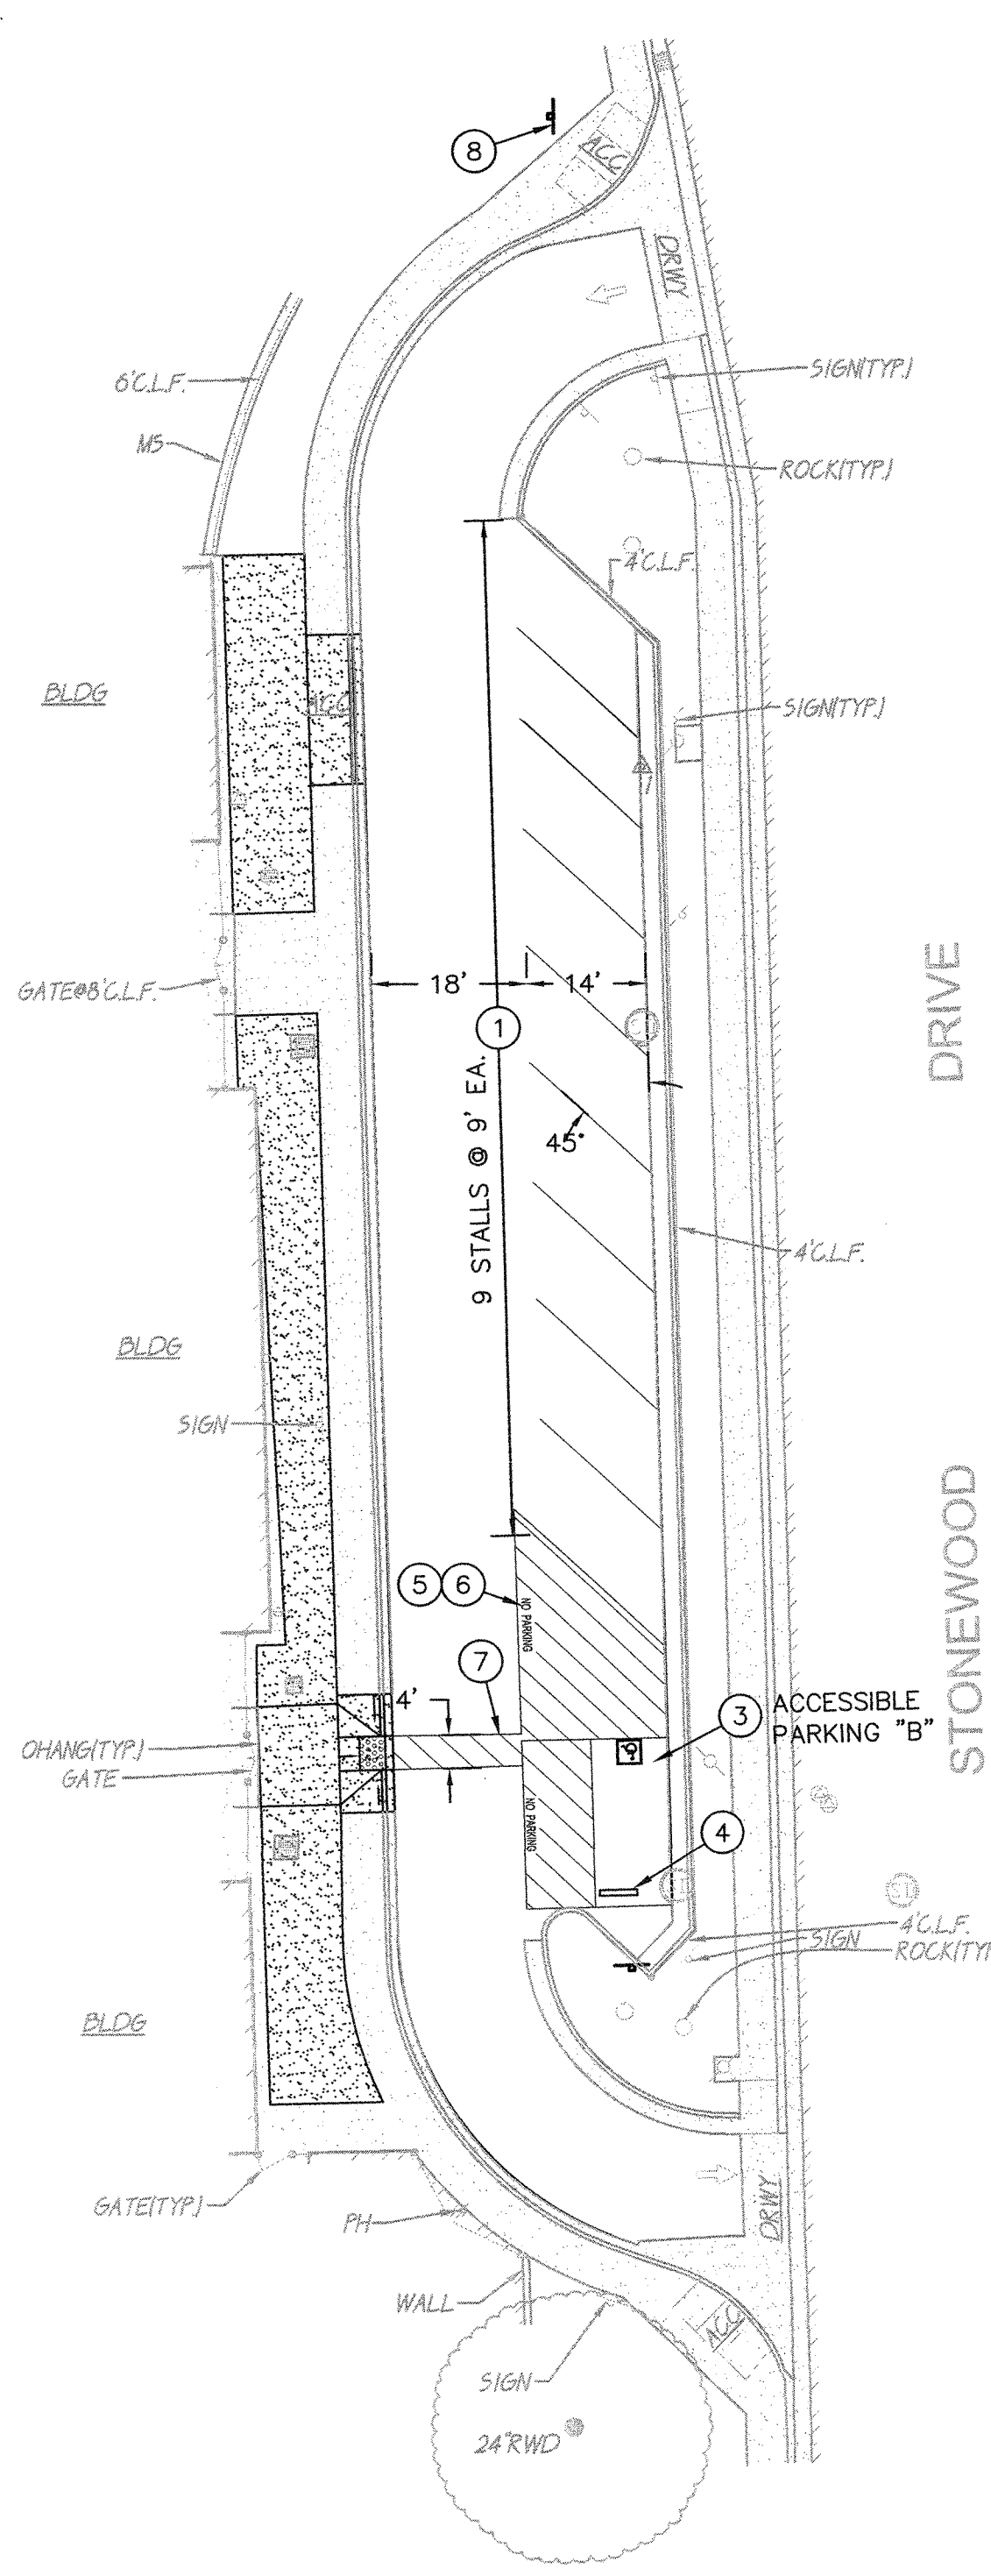 8
ACC
DRWY
6'C.L.F.
SIGN(TYP.)
MS
ROCK(TYP.)
4'C.L.F.
BLDG
ACC
SIGN(TYP.)
18'
14'
GATE@8'C.L.F.
1
DRIVE
9 STALLS @ 9' EA.
45°
4'C.L.F.
BLDG
SIGN
STONEWOOD
5
6
NO PARKING
7
4'
3
ACCESSIBLE
PARKING "B"
OHANG(TYP.)
GATE
NO PARKING
4
4'C.L.F.
SIGN
ROCK(TY
BLDG
GATE(TYP.)
PH
DRWY
WALL
ACC
SIGN
24"RWD